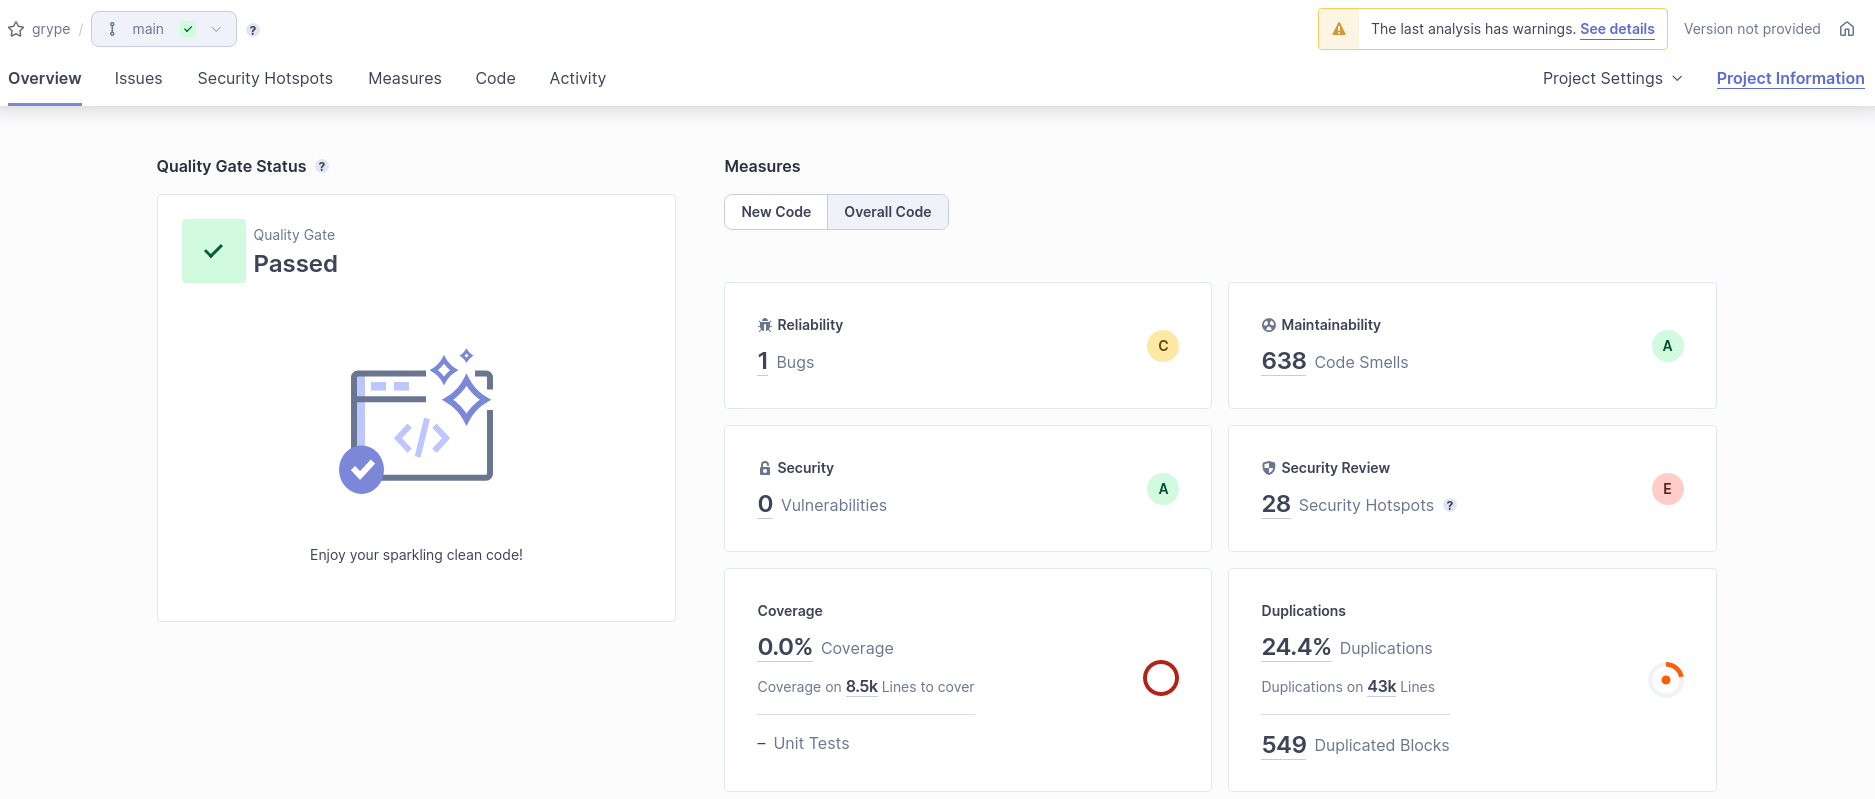 grype / main ?
The last analysis has warnings. See details
Version not provided
Overview Issues Security Hotspots Measures Code Activity
Project Settings Project Information
Quality Gate Status ?
Quality Gate
Passed
Enjoy your sparkling clean code!
Measures
New Code Overall Code
Reliability
1 Bugs
C
Maintainability
638 Code Smells
A
Security
0 Vulnerabilities
A
Security Review
28 Security Hotspots ?
E
Coverage
0.0% Coverage
Coverage on 8.5k Lines to cover
– Unit Tests
Duplications
24.4% Duplications
Duplications on 43k Lines
549 Duplicated Blocks